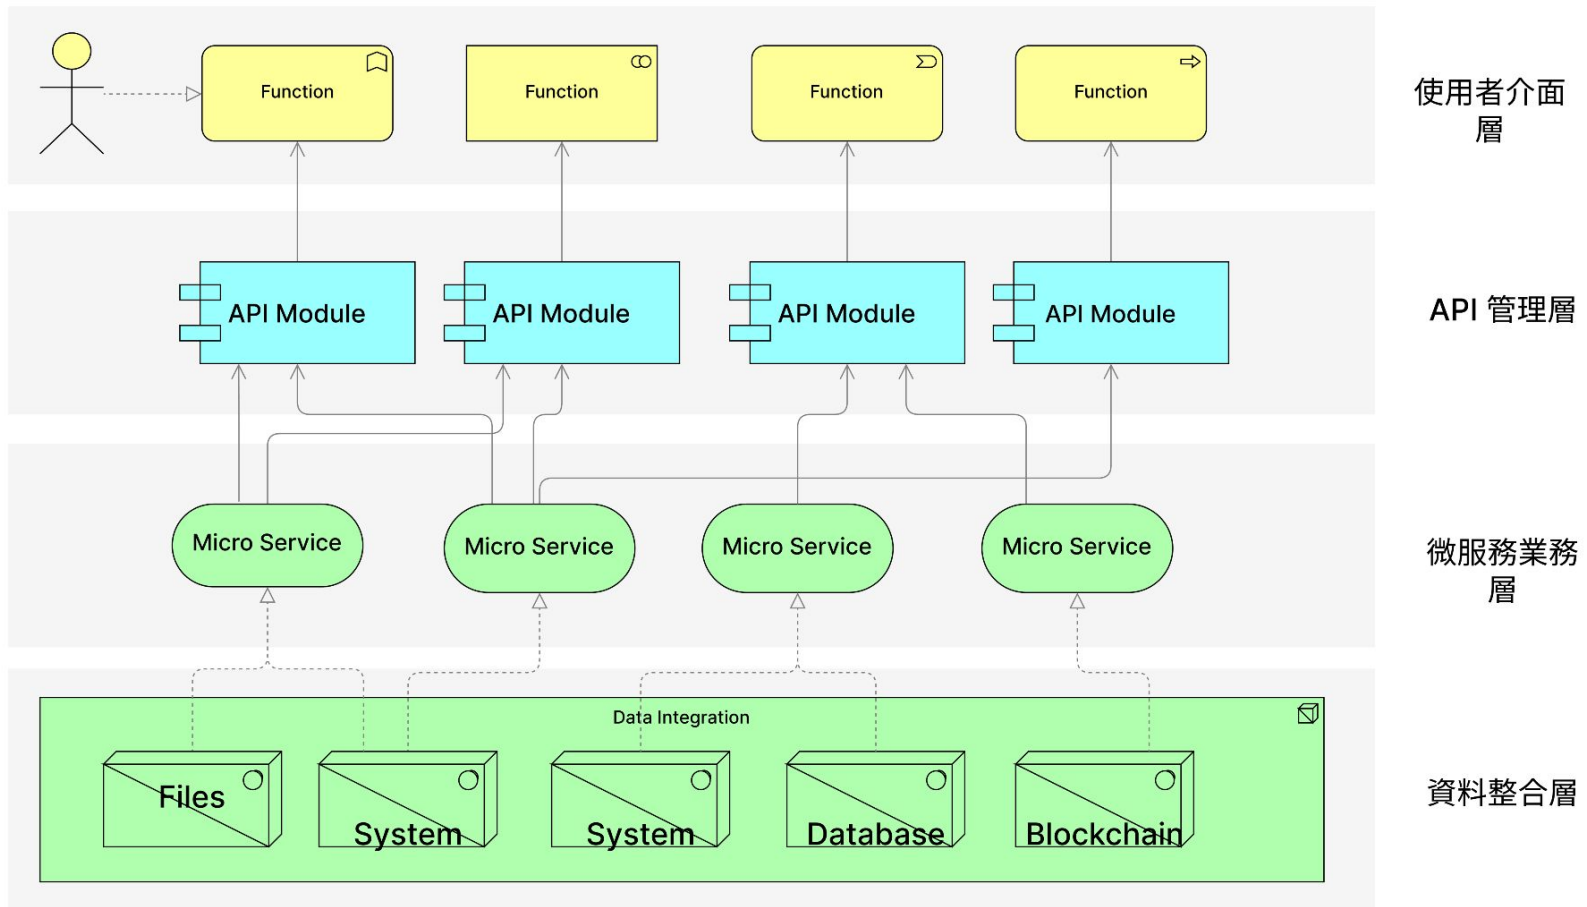 Function
Function
Function
Function
使用者介面
層
API Module
API Module
API Module
API Module
API 管理層
Micro Service
Micro Service
Micro Service
Micro Service
微服務業務
層
Data Integration
Files
System
System
Database
Blockchain
資料整合層